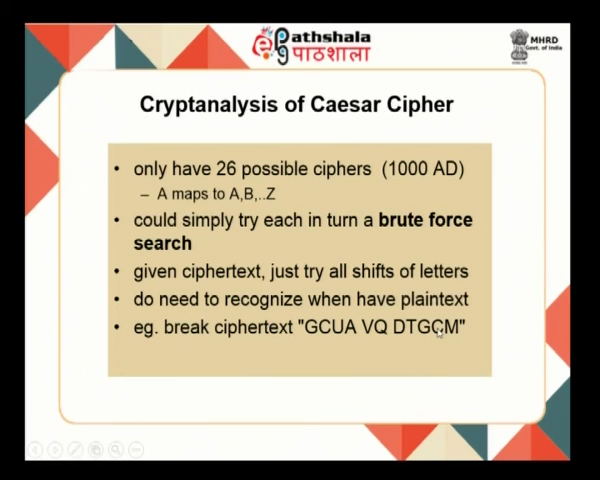 epathshala
पाठशाला
MHRD
Govt. of India
Cryptanalysis of Caesar Cipher
• only have 26 possible ciphers (1000 AD)
– A maps to A,B,..Z
• could simply try each in turn a brute force
search
• given ciphertext, just try all shifts of letters
• do need to recognize when have plaintext
• eg. break ciphertext "GCUA VQ DTGCM"